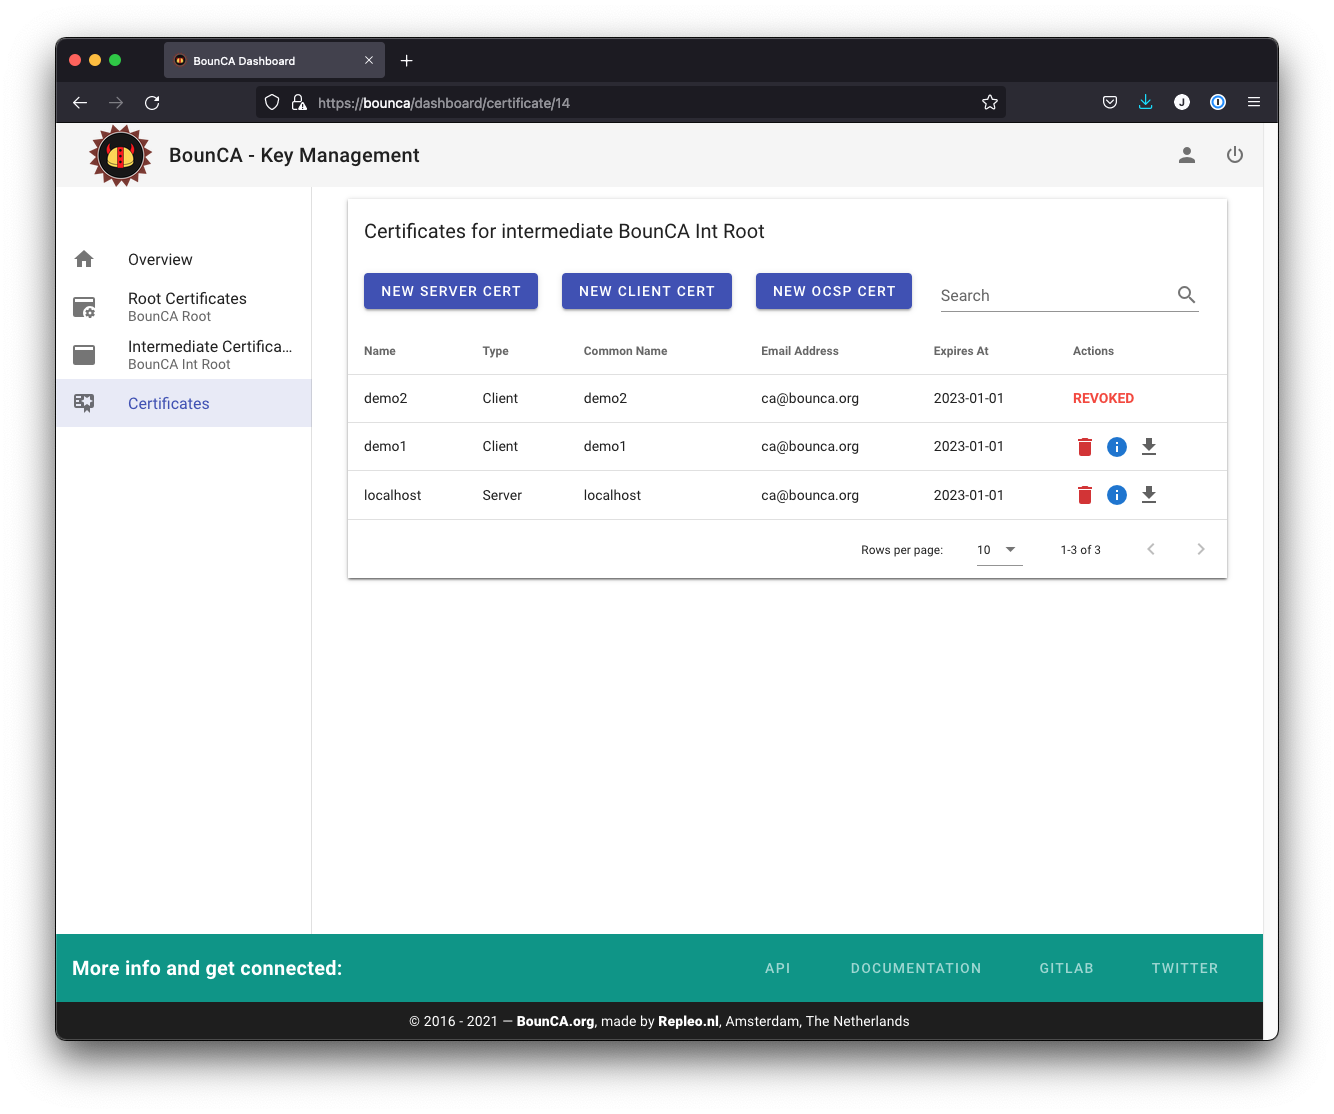 BounCA Dashboard
https://bounca/dashboard/certificate/14
J
BounCA - Key Management
Overview
Root Certificates
BounCA Root
Intermediate Certifica...
BounCA Int Root
Certificates
Certificates for intermediate BounCA Int Root
NEW SERVER CERT NEW CLIENT CERT NEW OCSP CERT Search
Name Type Common Name Email Address Expires At Actions
demo2 Client demo2 ca@bounca.org 2023-01-01 REVOKED
demo1 Client demo1 ca@bounca.org 2023-01-01
localhost Server localhost ca@bounca.org 2023-01-01
Rows per page: 10 1-3 of 3
More info and get connected: API DOCUMENTATION GITLAB TWITTER
© 2016 - 2021 — BounCA.org, made by Repleo.nl, Amsterdam, The Netherlands